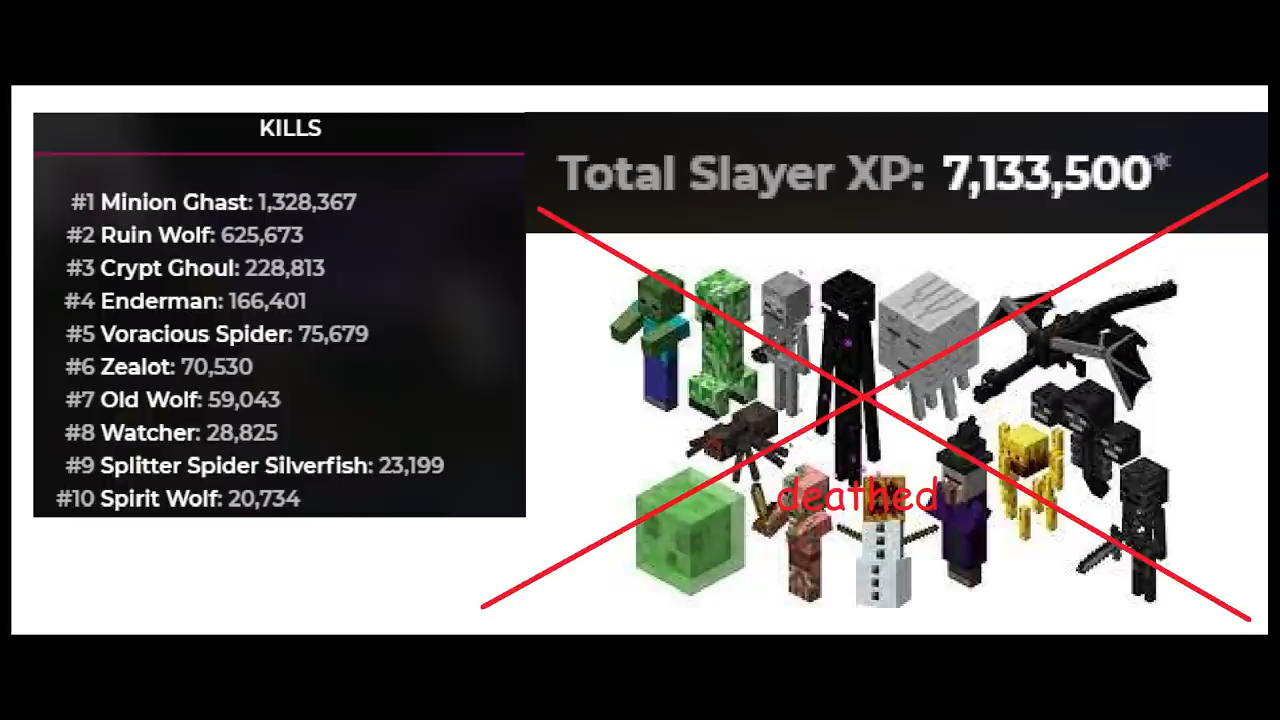 KILLS
#1 Minion Ghast: 1,328,367
#2 Ruin Wolf: 625,673
#3 Crypt Ghoul: 228,813
#4 Enderman: 166,401
#5 Voracious Spider: 75,679
#6 Zealot: 70,530
#7 Old Wolf: 59,043
#8 Watcher: 28,825
#9 Splitter Spider Silverfish: 23,199
#10 Spirit Wolf: 20,734
Total Slayer XP: 7,133,500*
deathed